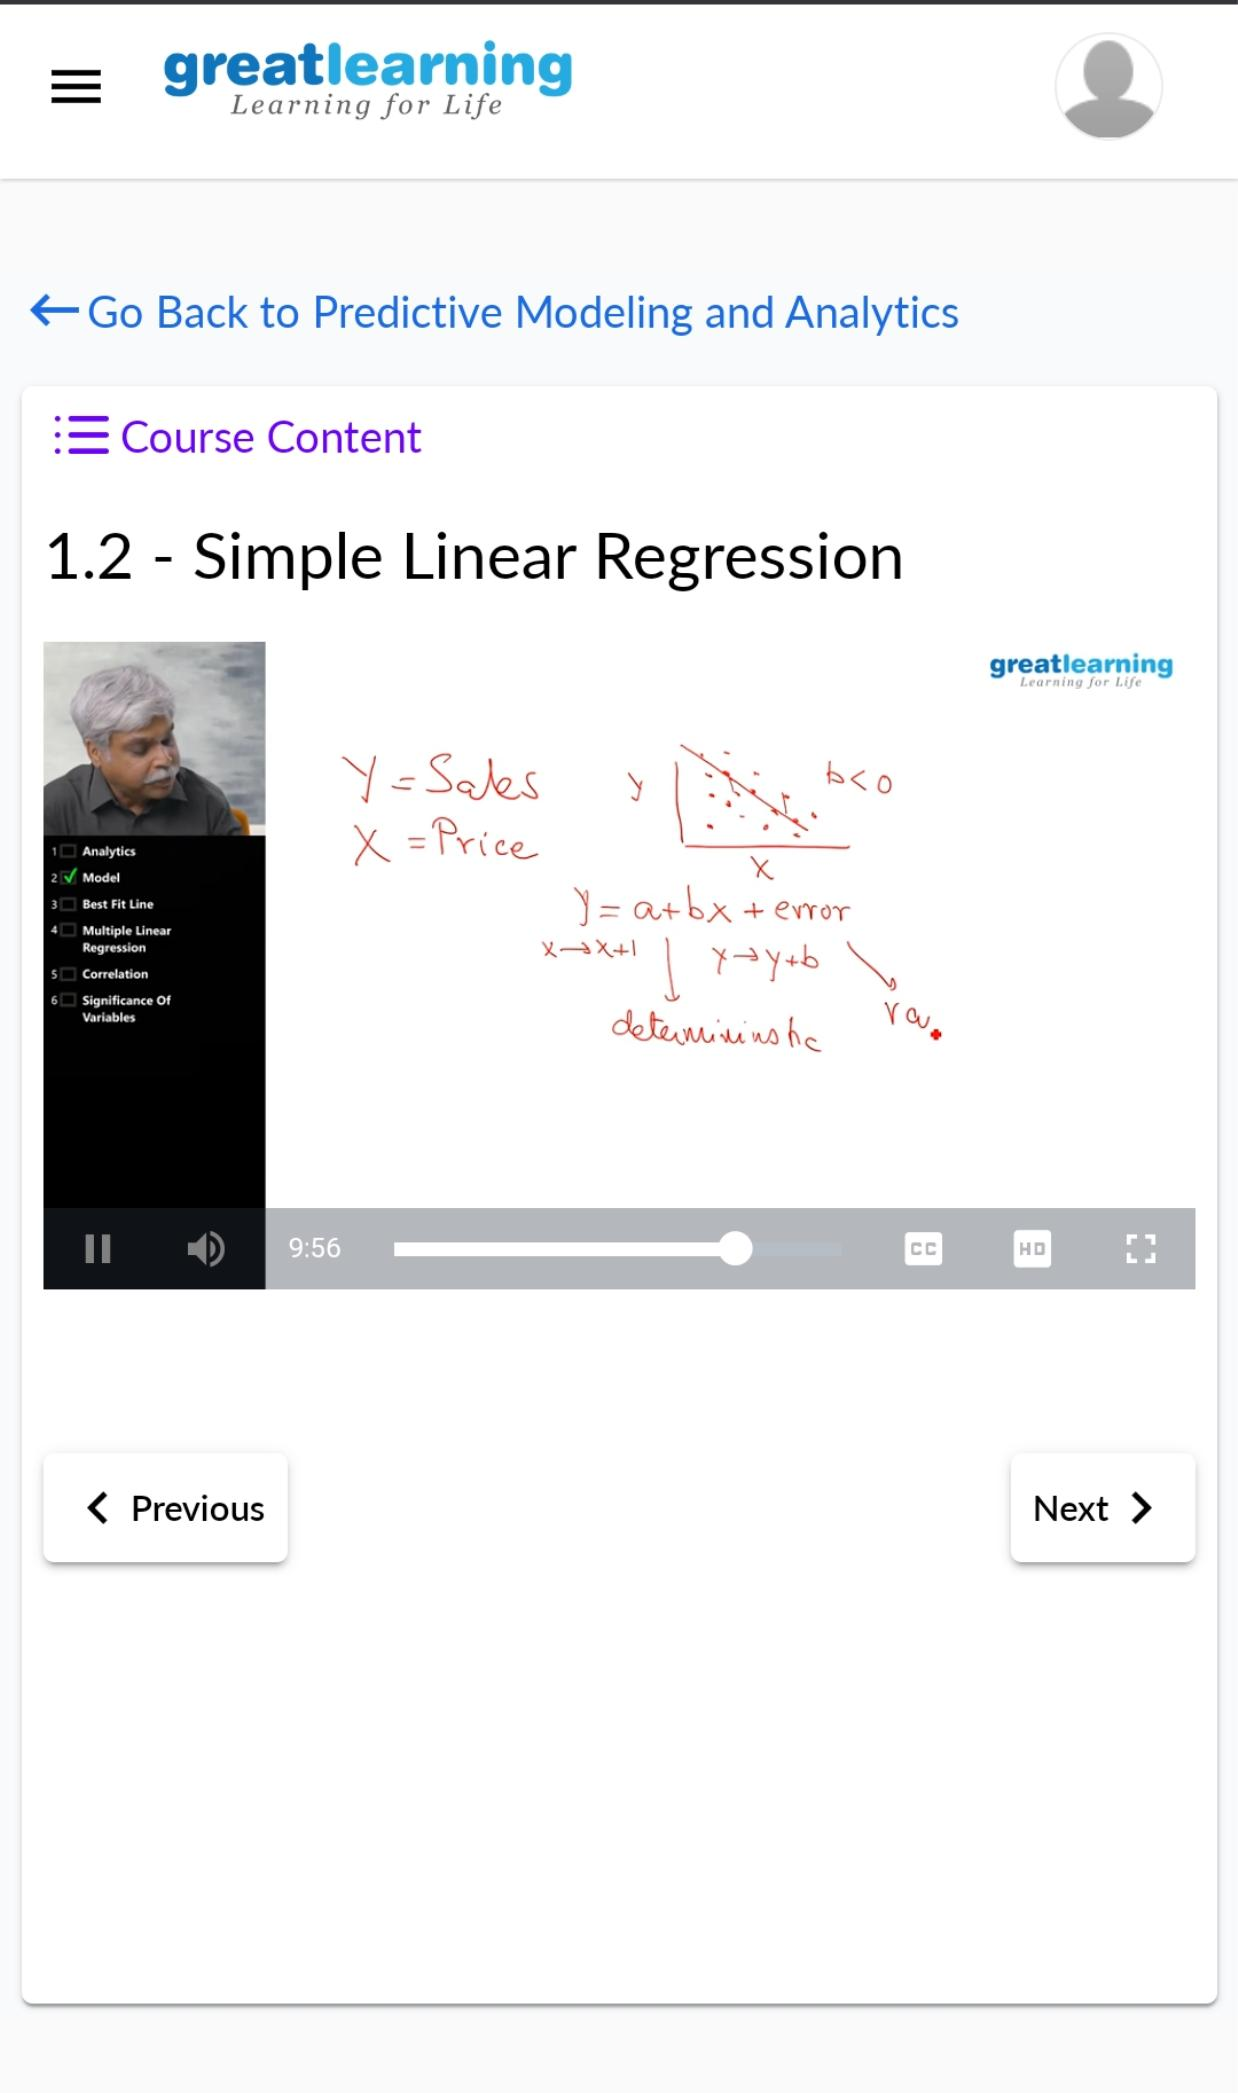 greatlearning
Learning for Life
Go Back to Predictive Modeling and Analytics
Course Content
1.2 - Simple Linear Regression
greatlearning
Learning for Life
Y = Sales
X = Price
y
b<0
x
y = a+bx + error
x→x+1
y→y+b
determininstic
ra
1 Analytics
2 Model
3 Best Fit Line
4 Multiple Linear
Regression
5 Correlation
6 Significance Of
Variables
9:56
CC
HD
Previous
Next